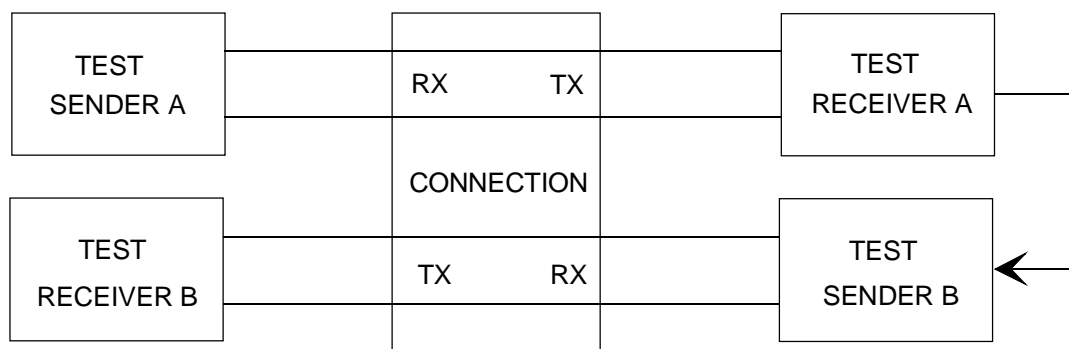 TEST
SENDER A
RX TX
TEST
RECEIVER A
CONNECTION
TEST
RECEIVER B
TX RX
TEST
SENDER B